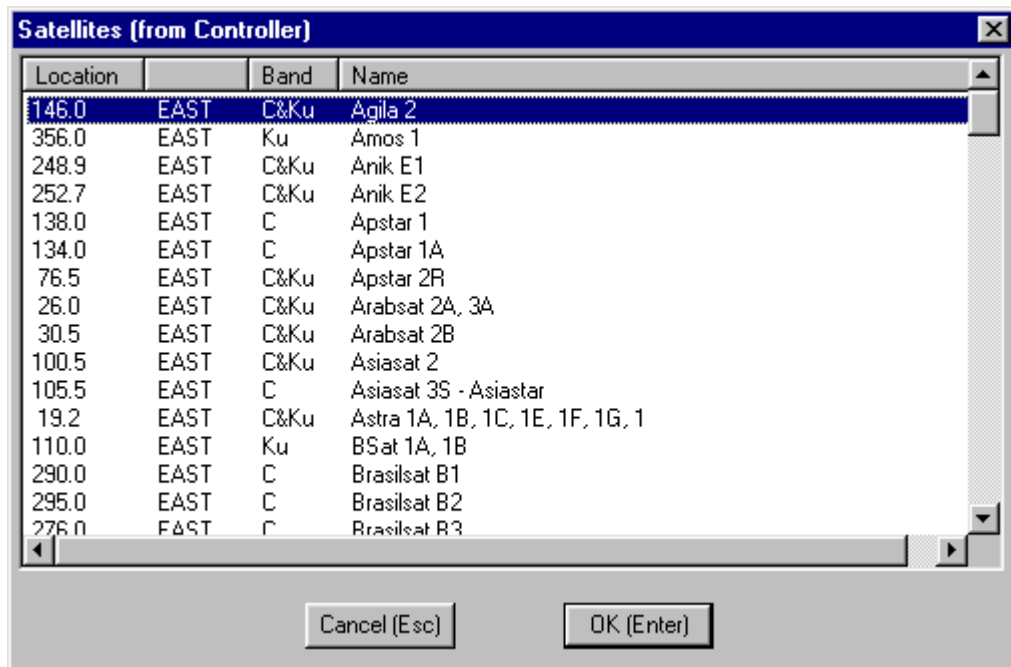 Satellites (from Controller)
Location Band Name
146.0 EAST C&Ku Agila 2
356.0 EAST Ku Amos 1
248.9 EAST C&Ku Anik E1
252.7 EAST C&Ku Anik E2
138.0 EAST C Apstar 1
134.0 EAST C Apstar 1A
76.5 EAST C&Ku Apstar 2R
26.0 EAST C&Ku Arabsat 2A, 3A
30.5 EAST C&Ku Arabsat 2B
100.5 EAST C&Ku Asiasat 2
105.5 EAST C Asiasat 3S - Asiastar
19.2 EAST C&Ku Astra 1A, 1B, 1C, 1E, 1F, 1G, 1
110.0 EAST Ku BSat 1A, 1B
290.0 EAST C Brasilsat B1
295.0 EAST C Brasilsat B2
276.0 EAST C Brasilsat B3
Cancel (Esc) OK (Enter)